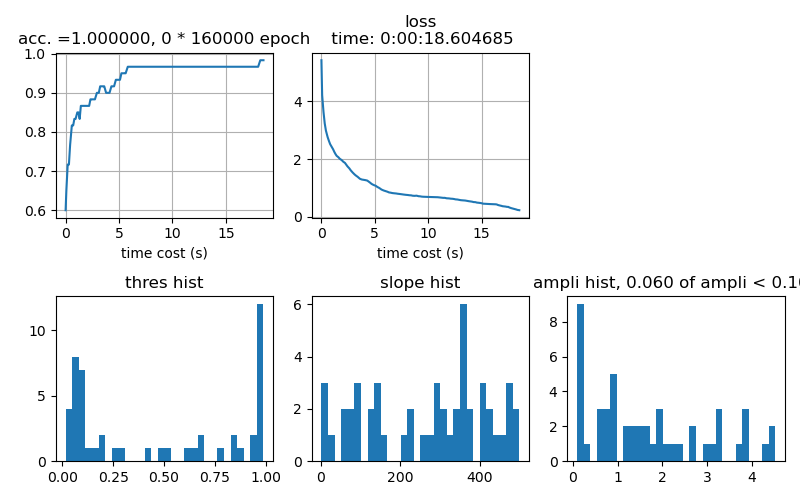 acc. =1.000000, 0 * 160000 epoch
1.0
0.9
0.8
0.7
0.6
0 5 10 15
time cost (s)
loss
time: 0:00:18.604685
4
2
0
0 5 10 15
time cost (s)
thres hist
10
5
0
0.00 0.25 0.50 0.75 1.00
slope hist
6
4
2
0
0 200 400
ampli hist, 0.060 of ampli < 0.10
8
6
4
2
0
0 1 2 3 4